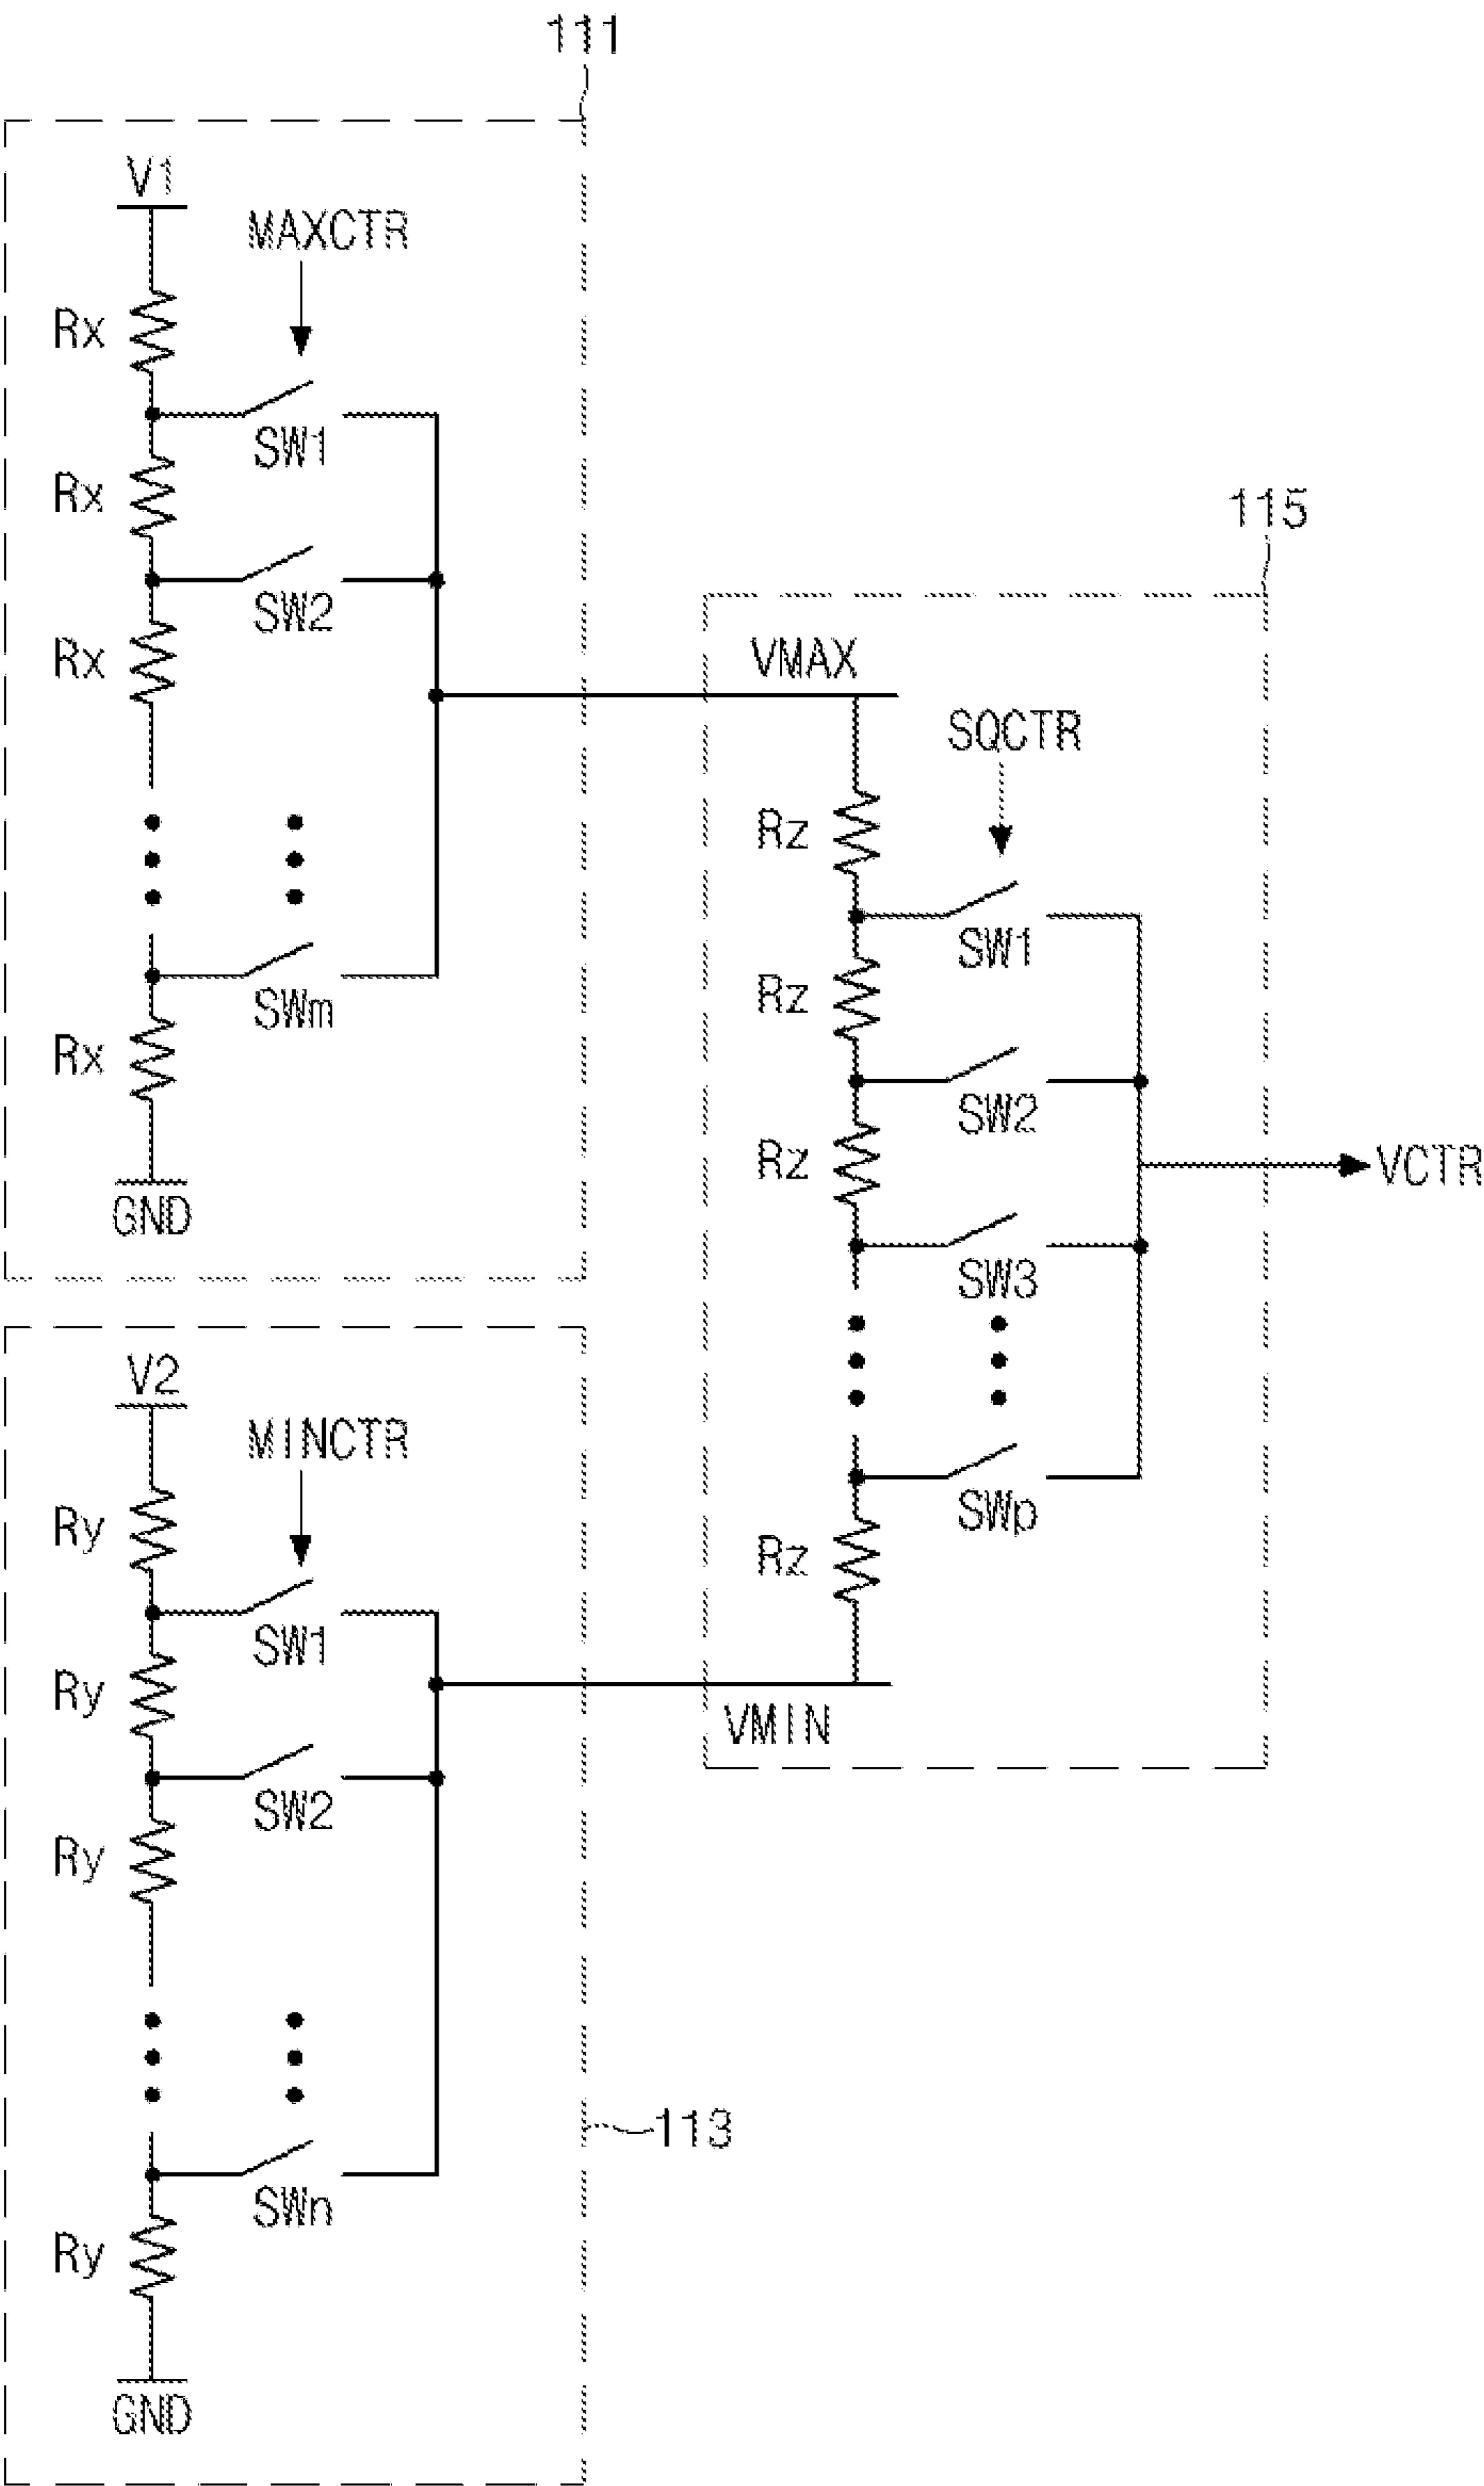 111
V1
MAXCTR
Rx
SW1
Rx
SW2
Rx
SWm
Rx
GND
115
VMAX
SQCTR
Rz
SW1
Rz
SW2
Rz
VCTR
SW3
SWp
Rz
VMIN
V2
MINCTR
Ry
SW1
Ry
SW2
Ry
113
SWn
Ry
GND